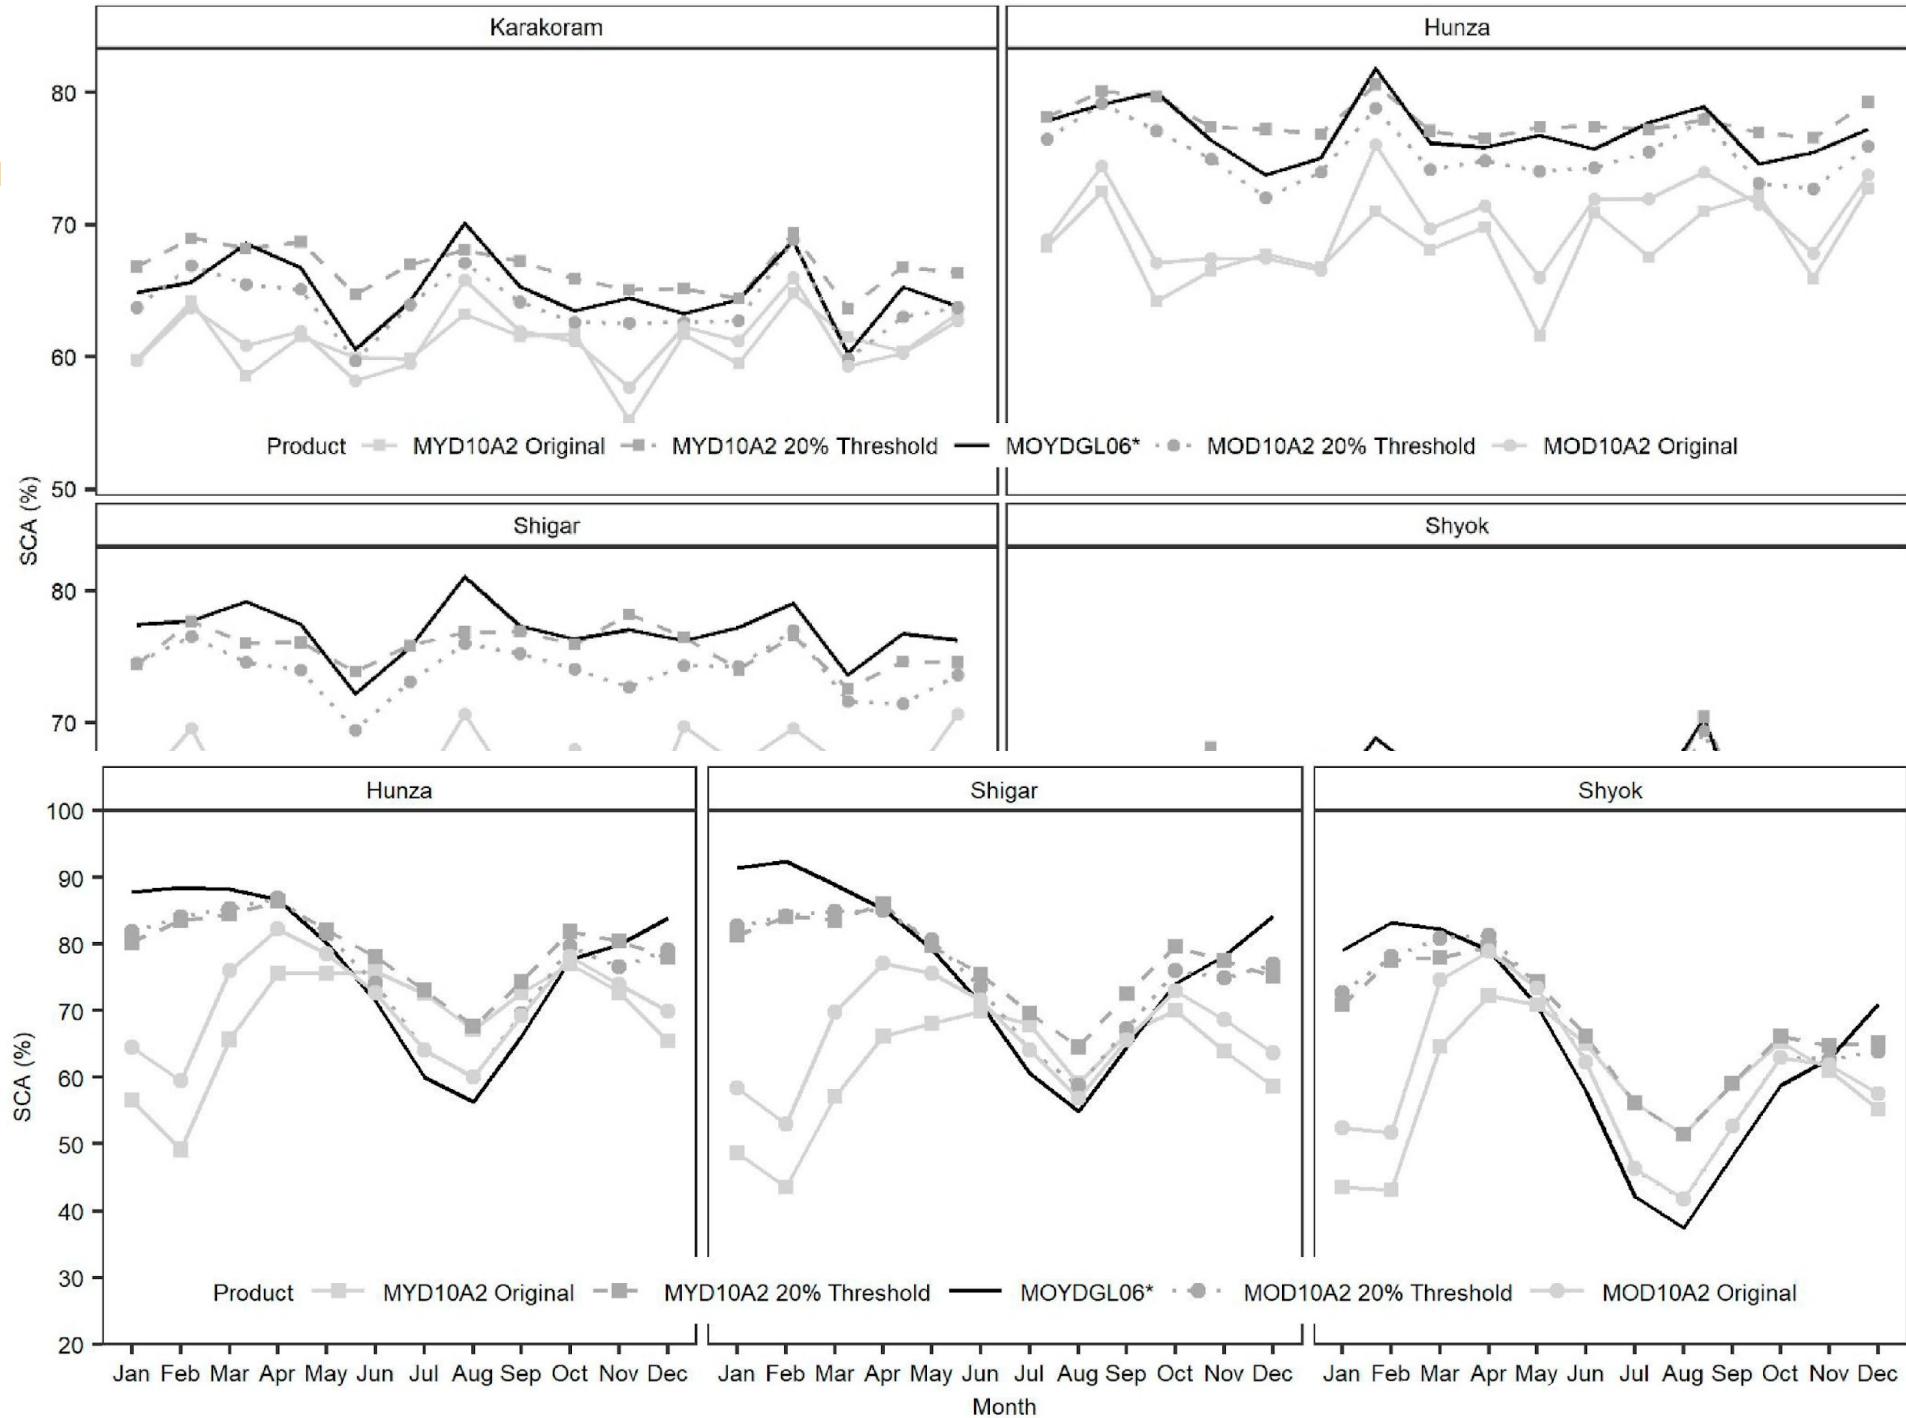 Karakoram
Hunza
80
70
60
50
Product MYD10A2 Original MYD10A2 20% Threshold MOYDGL06* MOD10A2 20% Threshold MOD10A2 Original
SCA (%)
Shigar
Shyok
80
70
Hunza
Shigar
Shyok
100
90
80
70
60
50
40
30
20
SCA (%)
Product MYD10A2 Original MYD10A2 20% Threshold MOYDGL06* MOD10A2 20% Threshold MOD10A2 Original
Jan Feb Mar Apr May Jun Jul Aug Sep Oct Nov Dec
Jan Feb Mar Apr May Jun Jul Aug Sep Oct Nov Dec
Jan Feb Mar Apr May Jun Jul Aug Sep Oct Nov Dec
Month